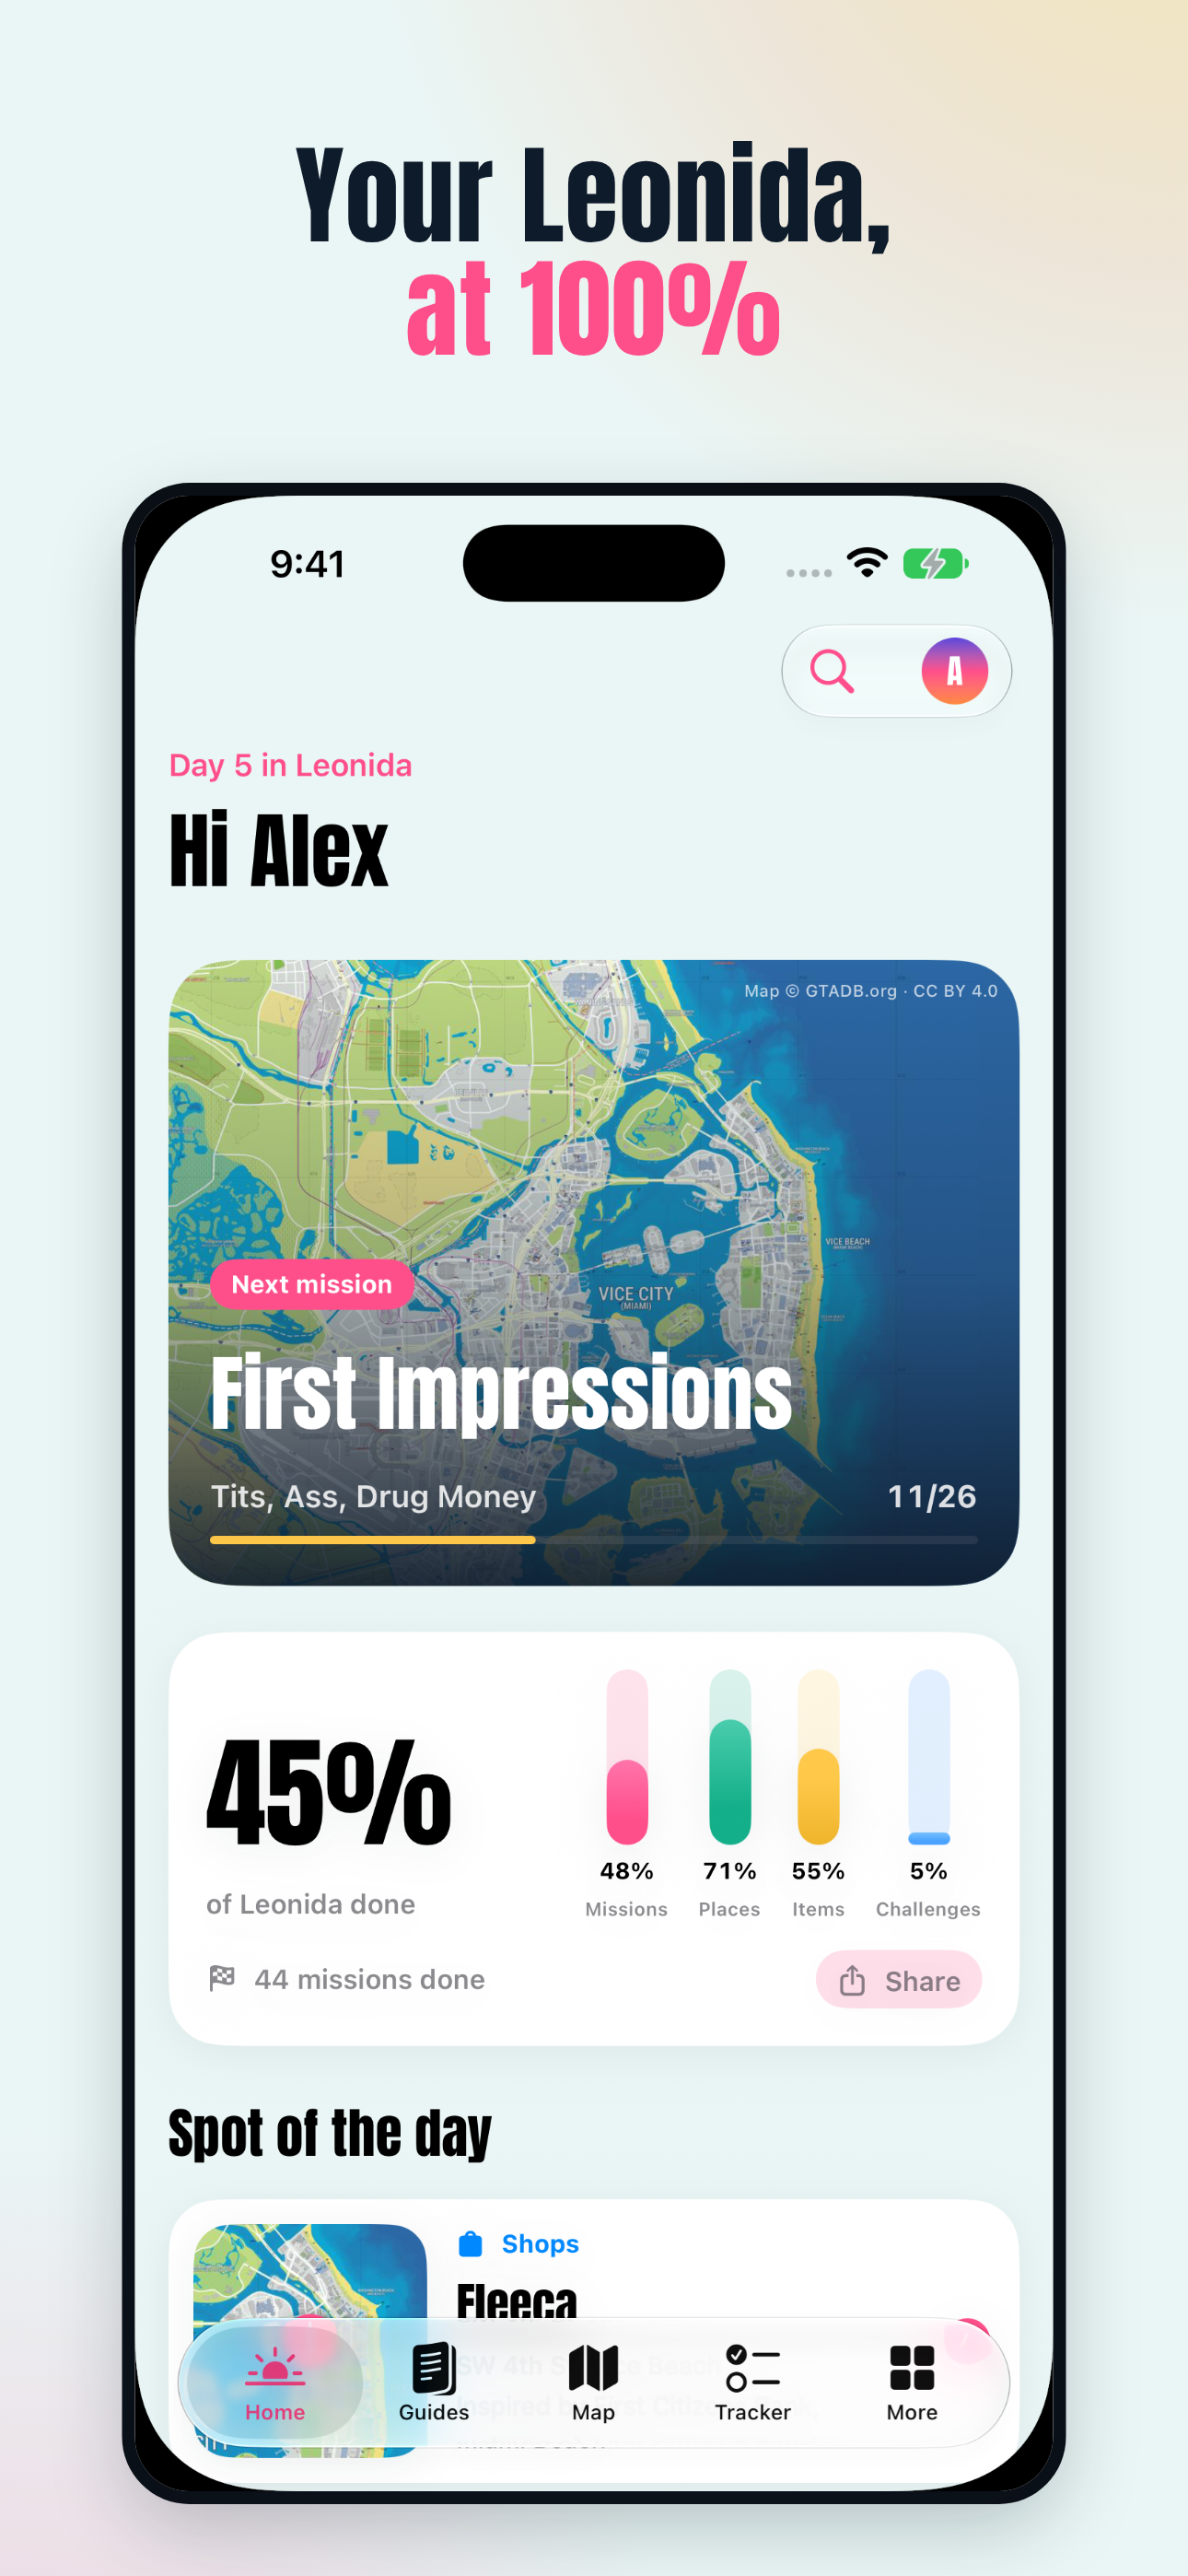 Your Leonida,
at 100%
9:41
A
Day 5 in Leonida
Hi Alex
Map © GTADB.org · CC BY 4.0
VICE BEACH
(MIAMI BEACH)
VICE CITY
(MIAMI)
Next mission
First Impressions
Tits, Ass, Drug Money
11/26
45%
of Leonida done
48%
71%
55%
5%
Missions
Places
Items
Challenges
44 missions done
Share
Spot of the day
Shops
Fleeca
Home
Guides
Map
Tracker
More